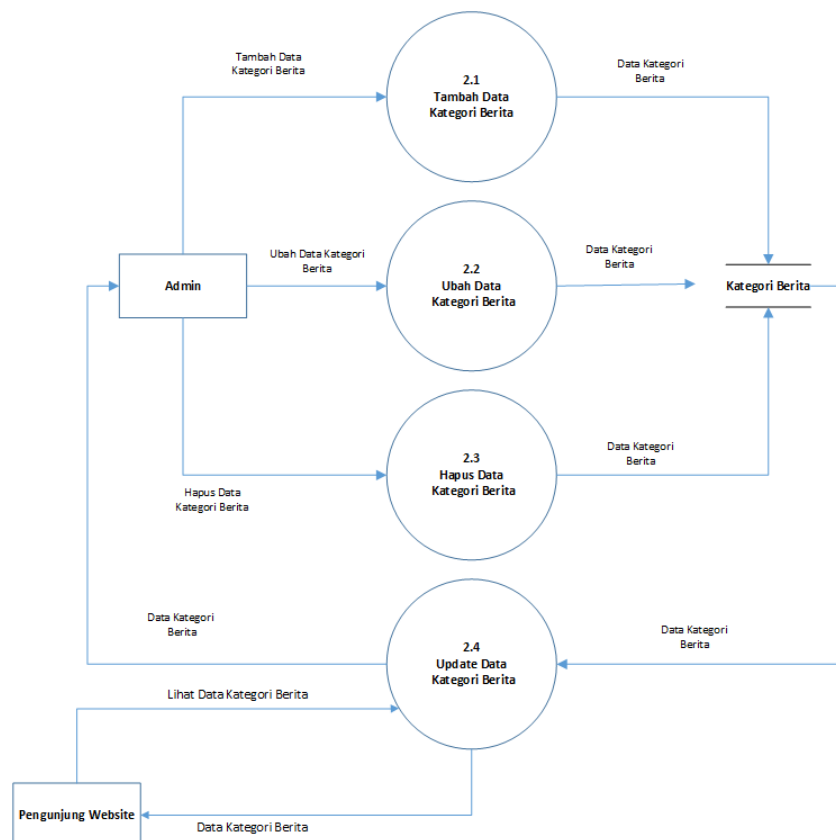 Tambah Data
Kategori Berita
2.1
Tambah Data
Kategori Berita
Data Kategori
Berita
Ubah Data Kategori
Berita
2.2
Ubah Data
Kategori Berita
Data Kategori
Berita
Admin
Kategori Berita
2.3
Hapus Data
Kategori Berita
Data Kategori
Berita
Hapus Data
Kategori Berita
Data Kategori
Berita
2.4
Update Data
Kategori Berita
Data Kategori
Berita
Lihat Data Kategori Berita
Pengunjung Website
Data Kategori Berita